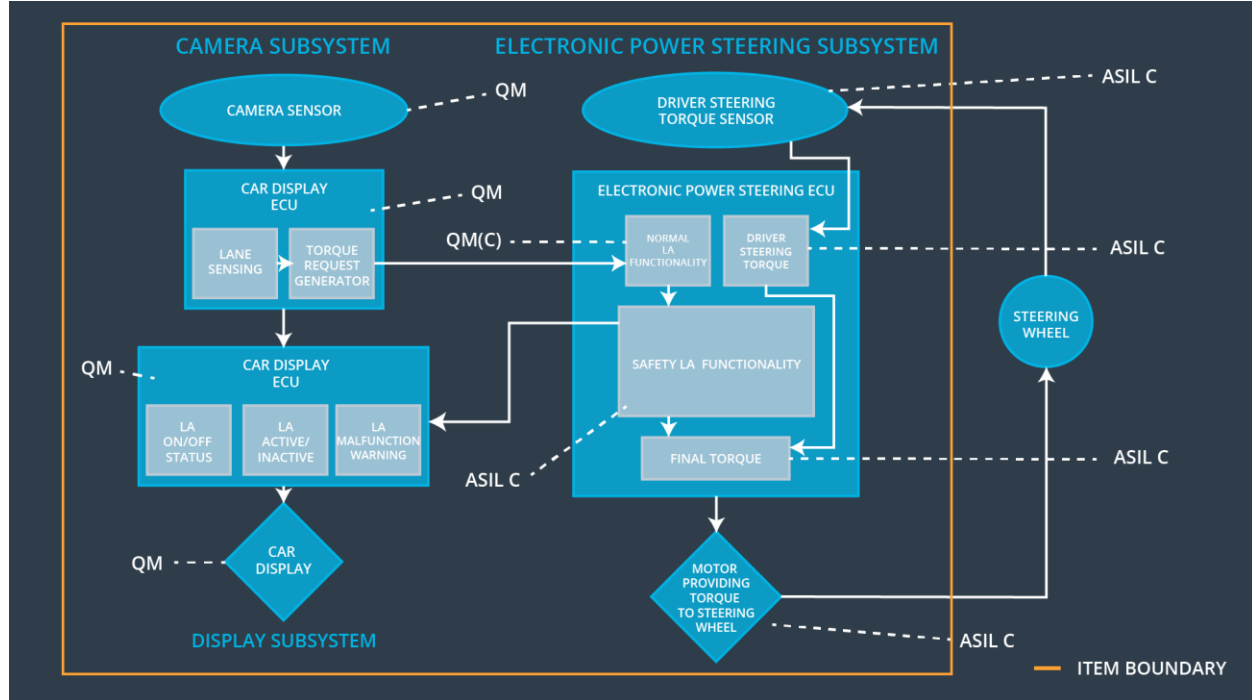 CAMERA SUBSYSTEM
ELECTRONIC POWER STEERING SUBSYSTEM
CAMERA SENSOR
QM
DRIVER STEERING
TORQUE SENSOR
ASIL C
CAR DISPLAY
ECU
QM
LANE
SENSING
TORQUE
REQUEST
GENERATOR
ELECTRONIC POWER STEERING ECU
QM(C)
NORMAL
LA
FUNCTIONALITY
DRIVER
STEERING
TORQUE
ASIL C
STEERING
WHEEL
CAR DISPLAY
ECU
QM
LA
ON/OFF
STATUS
LA
ACTIVE/
INACTIVE
LA
MALFUNCTION
WARNING
SAFETY LA FUNCTIONALITY
ASIL C
FINAL TORQUE
ASIL C
QM
CAR
DISPLAY
MOTOR
PROVIDING
TORQUE
TO STEERING
WHEEL
ASIL C
DISPLAY SUBSYSTEM
ITEM BOUNDARY